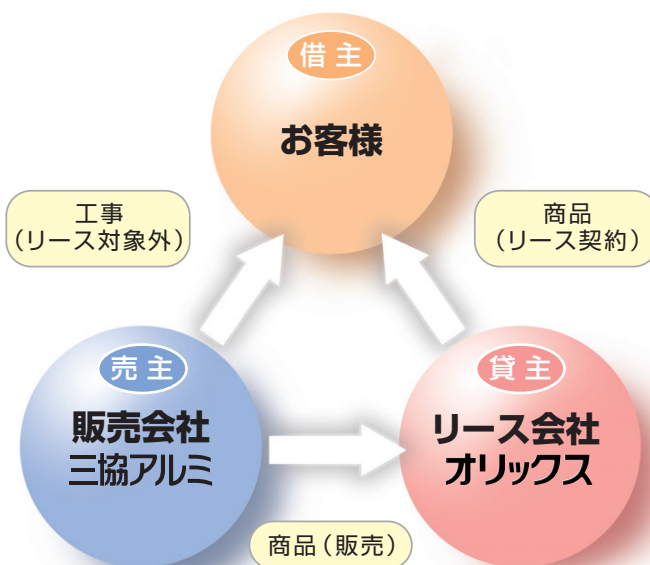 借主
お客様
工事
（リース対象外）
商品
（リース契約）
売主
販売会社
三協アルミ
貸主
リース会社
オリックス
商品（販売）